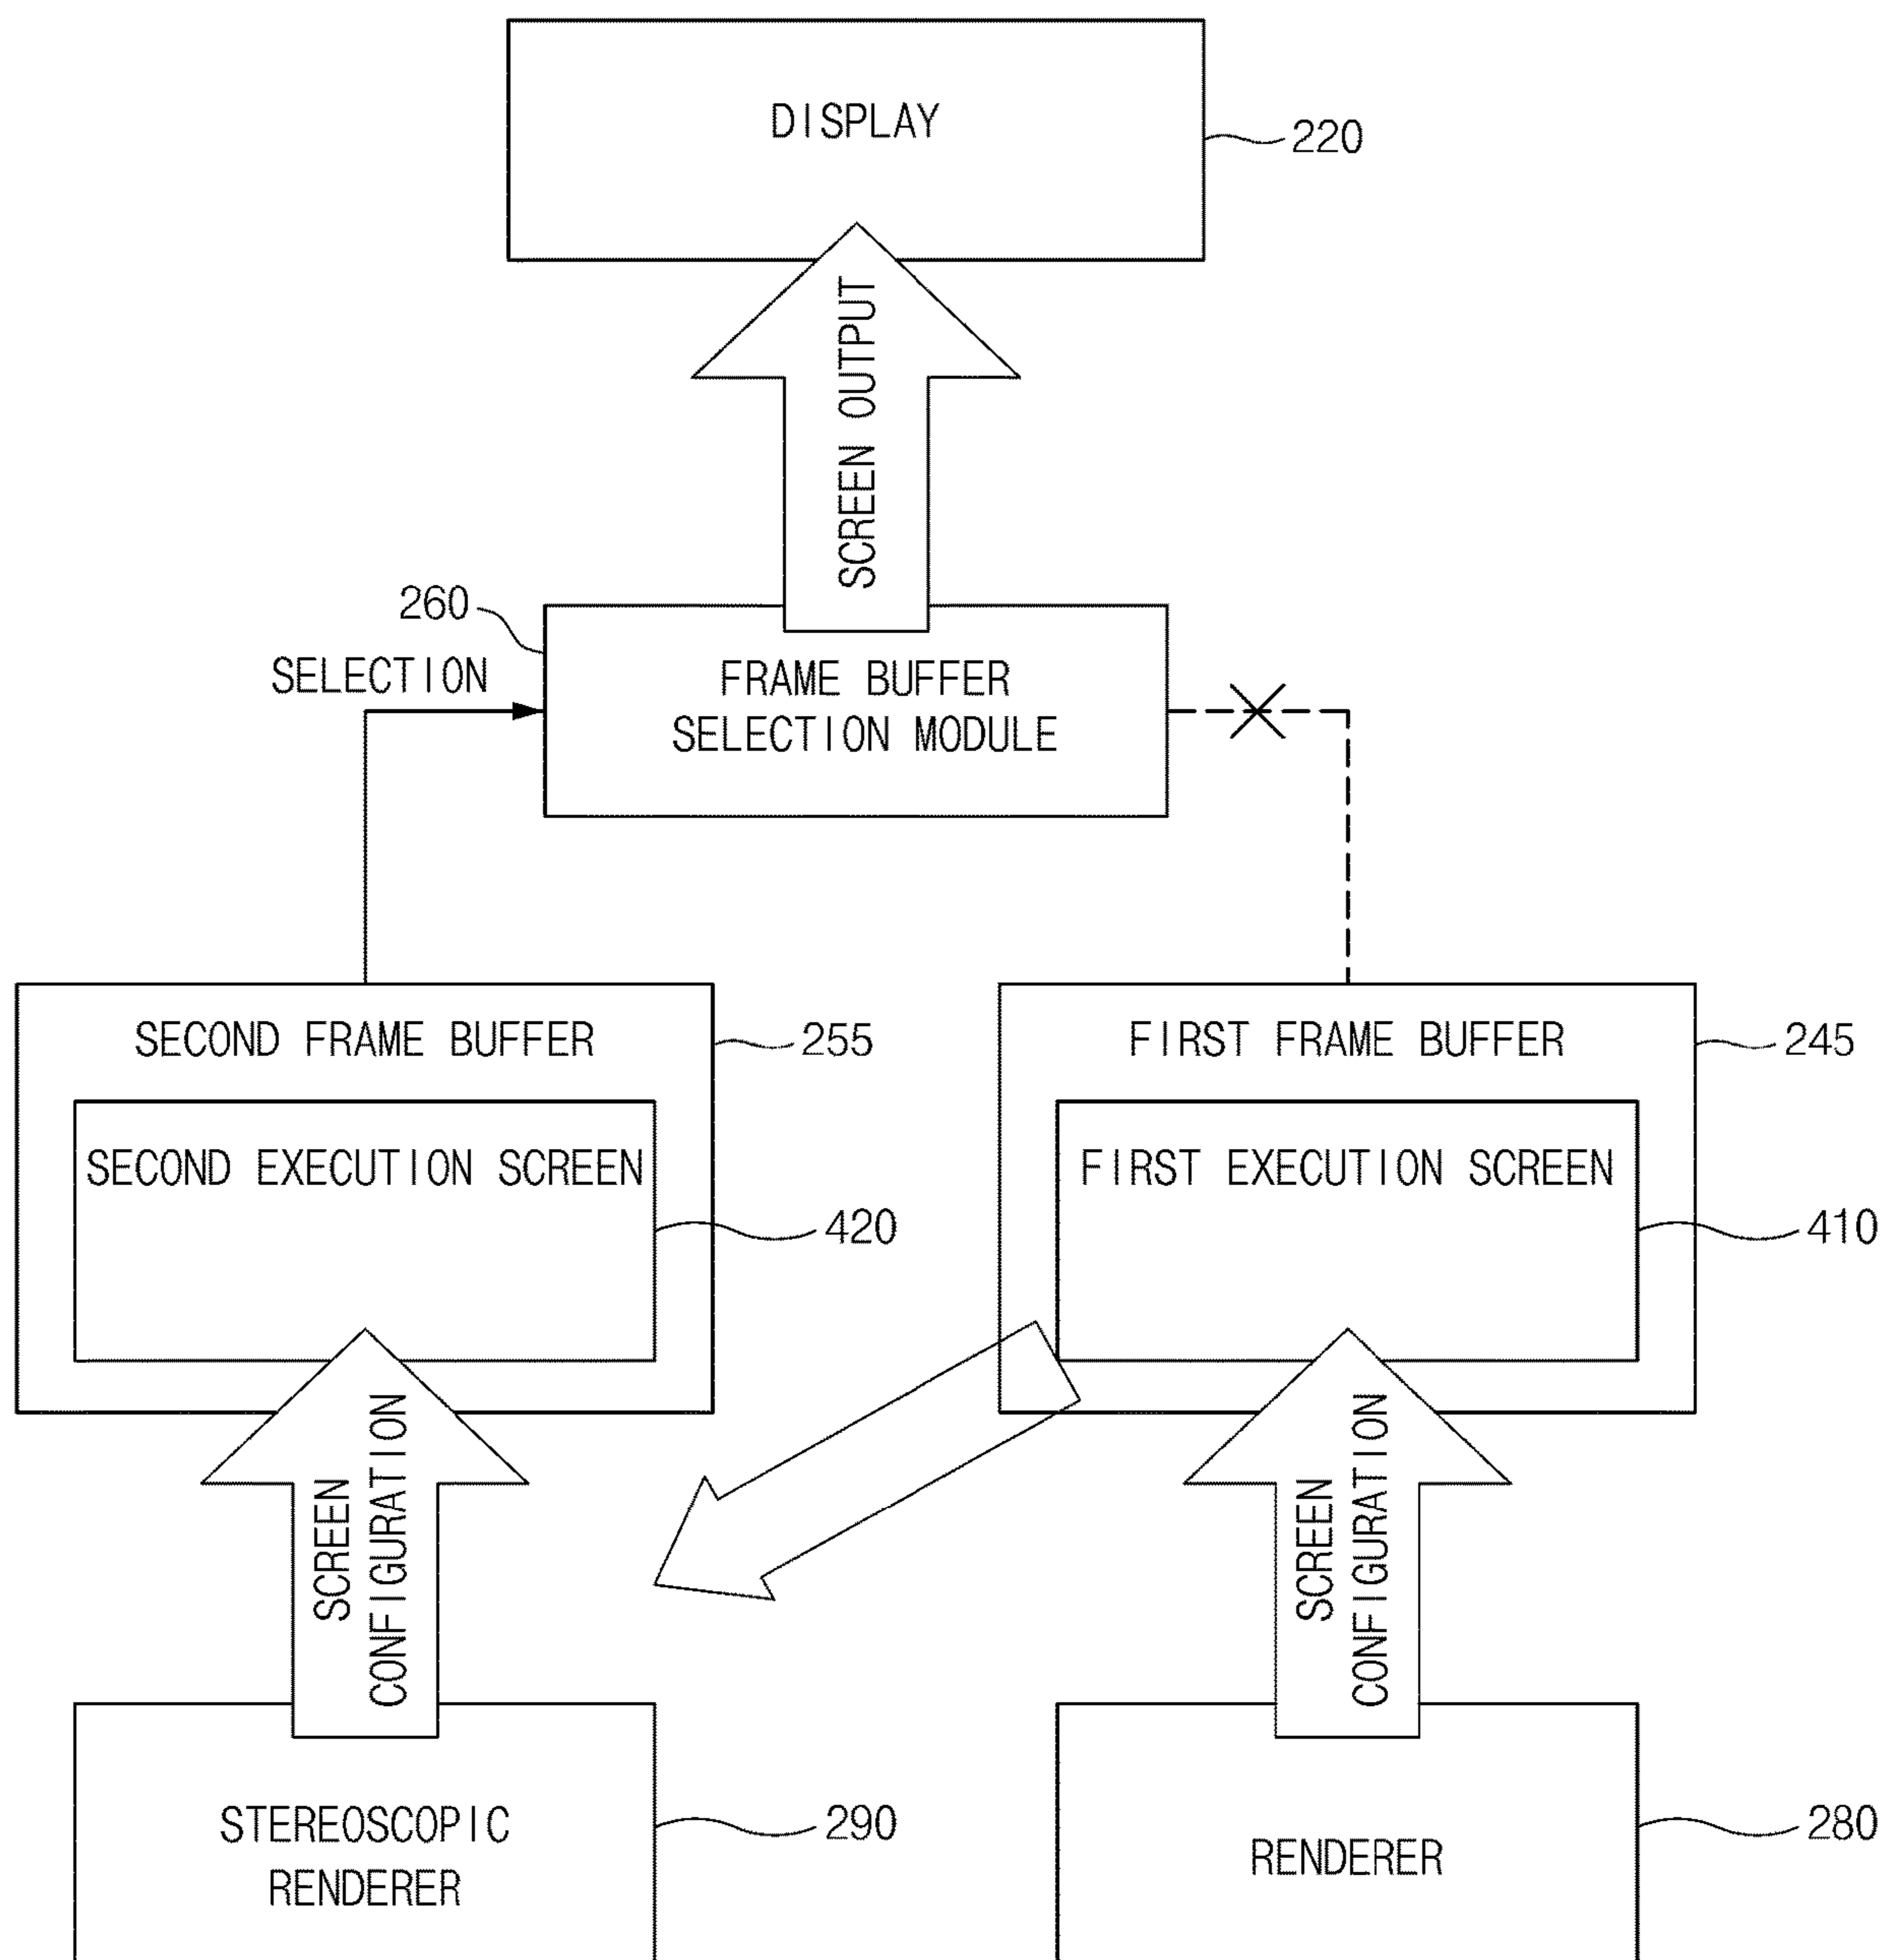 DISPLAY
220
SCREEN OUTPUT
260
SELECTION
FRAME BUFFER
SELECTION MODULE
SECOND FRAME BUFFER
255
FIRST FRAME BUFFER
245
SECOND EXECUTION SCREEN
420
FIRST EXECUTION SCREEN
410
SCREEN
CONFIGURATION
SCREEN
CONFIGURATION
STEREOSCOPIC
RENDERER
290
RENDERER
280